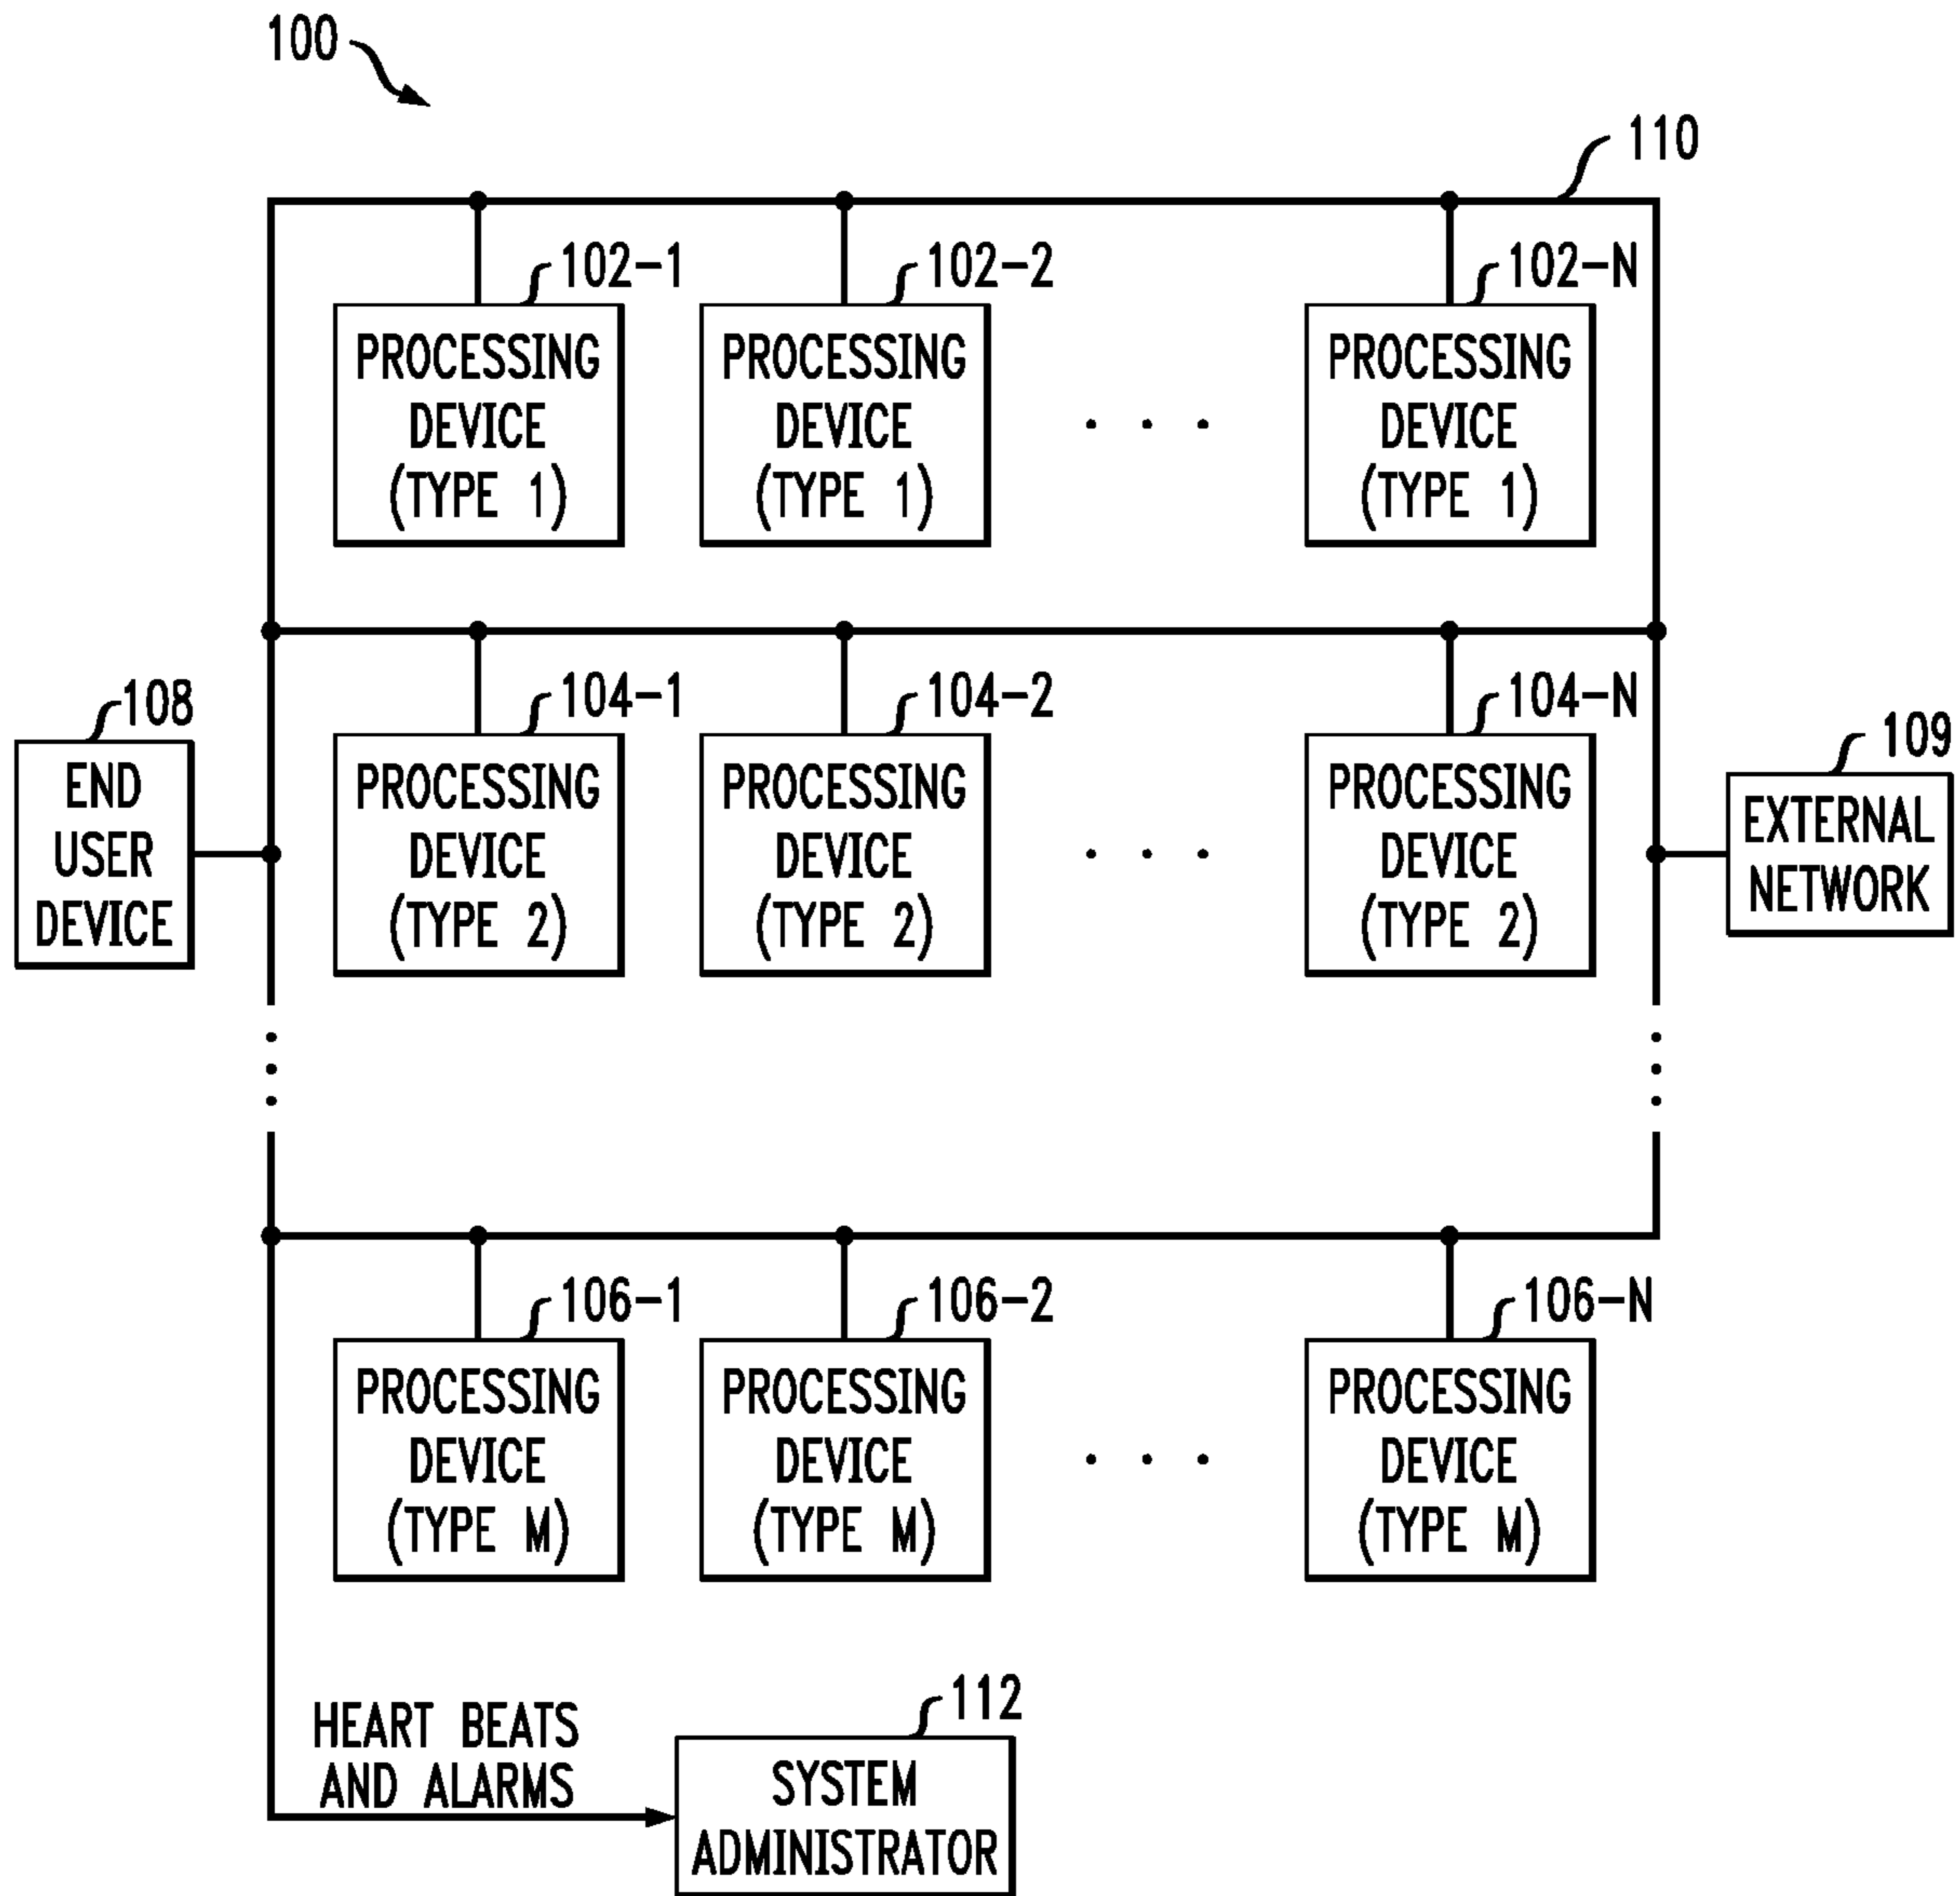 100
110
102-1
102-2
102-N
PROCESSING
DEVICE
(TYPE 1)
PROCESSING
DEVICE
(TYPE 1)
PROCESSING
DEVICE
(TYPE 1)
108
END
USER
DEVICE
104-1
104-2
104-N
PROCESSING
DEVICE
(TYPE 2)
PROCESSING
DEVICE
(TYPE 2)
PROCESSING
DEVICE
(TYPE 2)
109
EXTERNAL
NETWORK
106-1
106-2
106-N
PROCESSING
DEVICE
(TYPE M)
PROCESSING
DEVICE
(TYPE M)
PROCESSING
DEVICE
(TYPE M)
HEART BEATS
AND ALARMS
112
SYSTEM
ADMINISTRATOR